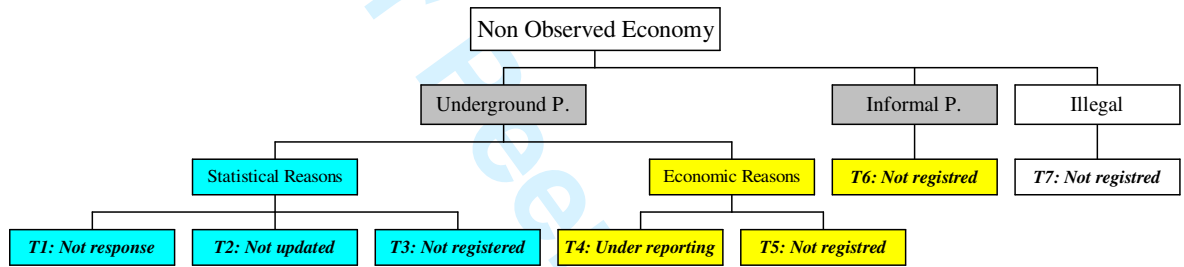 Non Observed Economy
Underground P.
Informal P.
Illegal
Statistical Reasons
Economic Reasons
T6: Not registred
T7: Not registred
T1: Not response
T2: Not updated
T3: Not registered
T4: Under reporting
T5: Not registred